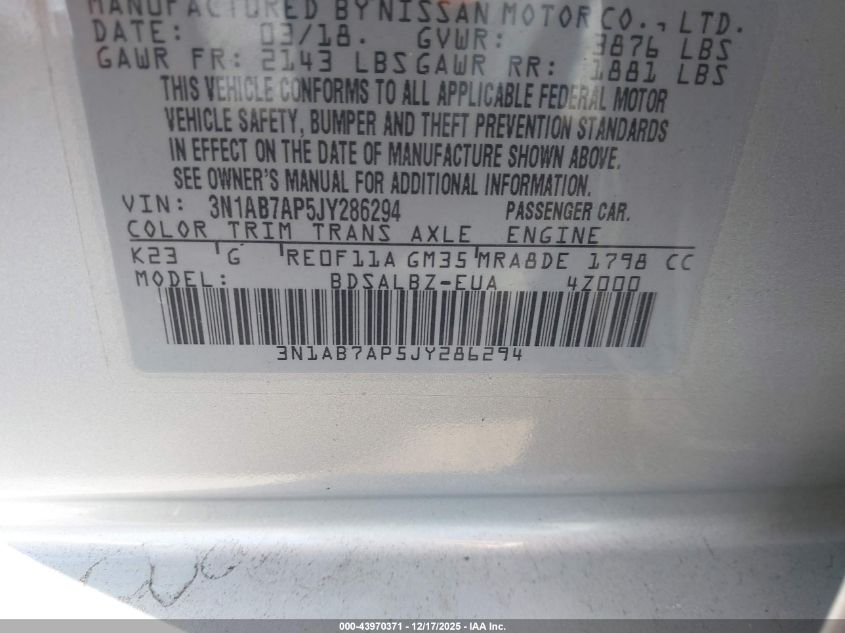 MANUFACTURED BY NISSAN MOTOR CO., LTD.
DATE: 03/18. GVWR: 3876 LBS
GAWR FR: 2143 LBS GAWR RR: 1881 LBS
THIS VEHICLE CONFORMS TO ALL APPLICABLE FEDERAL MOTOR
VEHICLE SAFETY, BUMPER AND THEFT PREVENTION STANDARDS
IN EFFECT ON THE DATE OF MANUFACTURE SHOWN ABOVE.
SEE OWNER'S MANUAL FOR ADDITIONAL INFORMATION.
VIN: 3N1AB7AP5JY286294 PASSENGER CAR.
COLOR TRIM TRANS AXLE ENGINE
K23 G RE0F11A GM35 MRA8DE 1798 CC
MODEL: BDSALBZ-EUA 4Z000
3N1AB7AP5JY286294
000-43970371 - 12/17/2025 - IAA Inc.